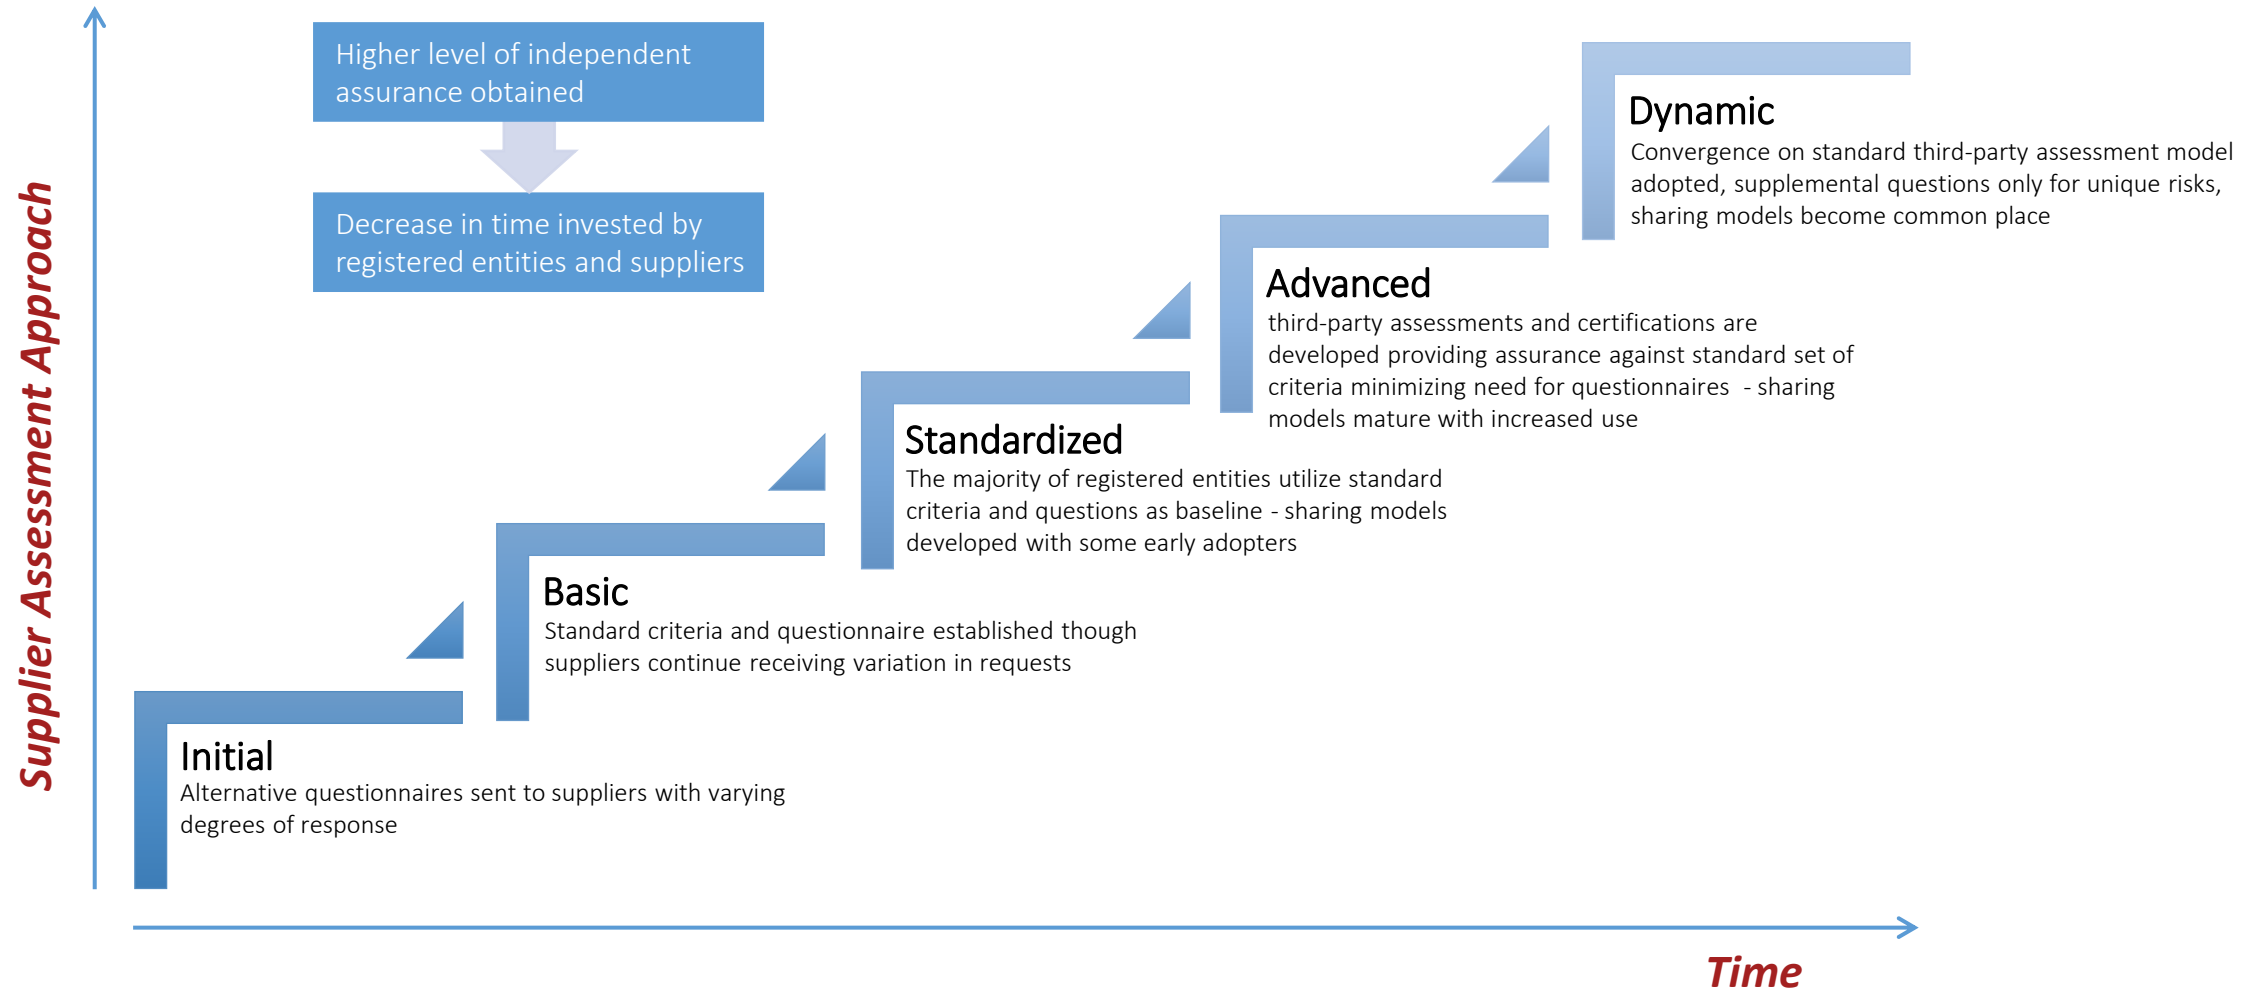 Higher level of independent
assurance obtained
Decrease in time invested by
registered entities and suppliers
Supplier Assessment Approach
Dynamic
Convergence on standard third-party assessment model
adopted, supplemental questions only for unique risks,
sharing models become common place
Advanced
third-party assessments and certifications are
developed providing assurance against standard set of
criteria minimizing need for questionnaires - sharing
models mature with increased use
Standardized
The majority of registered entities utilize standard
criteria and questions as baseline - sharing models
developed with some early adopters
Basic
Standard criteria and questionnaire established though
suppliers continue receiving variation in requests
Initial
Alternative questionnaires sent to suppliers with varying
degrees of response
Time